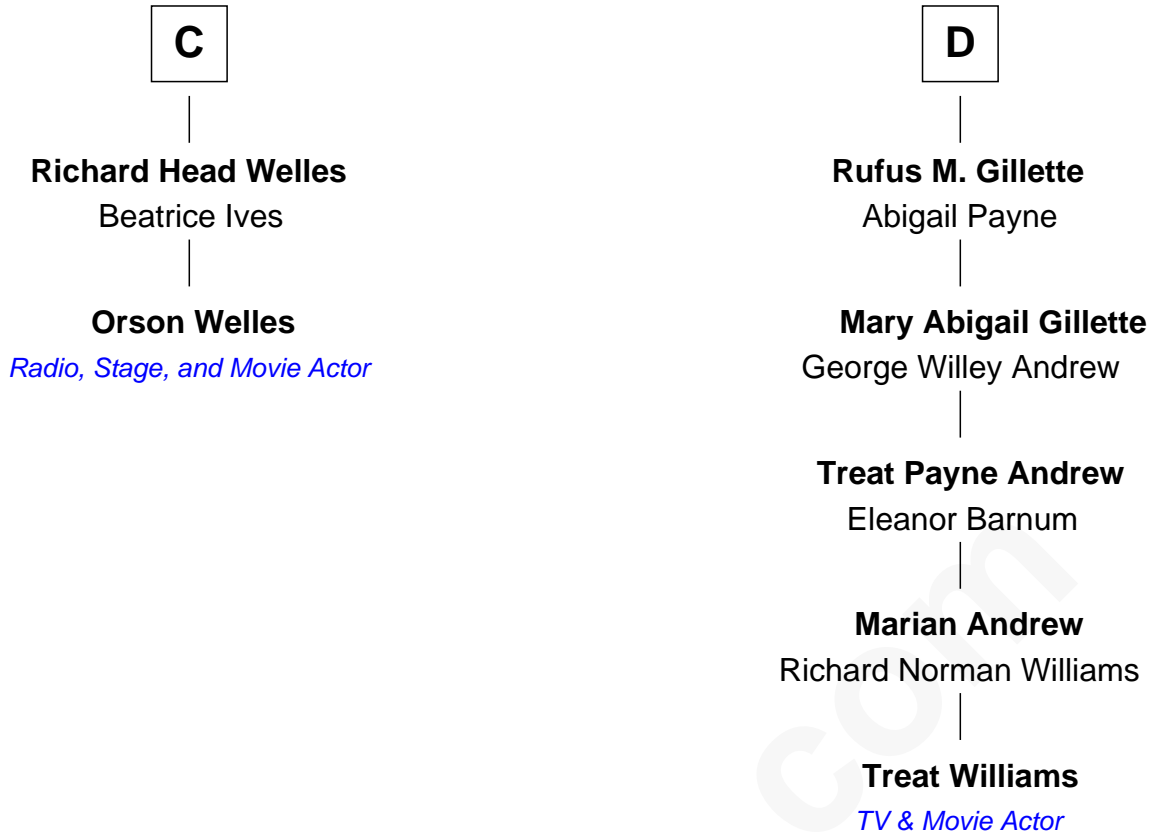 C
Richard Head Welles
Beatrice Ives
Orson Welles
Radio, Stage, and Movie Actor
D
Rufus M. Gillette
Abigail Payne
Mary Abigail Gillette
George Willey Andrew
Treat Payne Andrew
Eleanor Barnum
Marian Andrew
Richard Norman Williams
Treat Williams
TV & Movie Actor
com